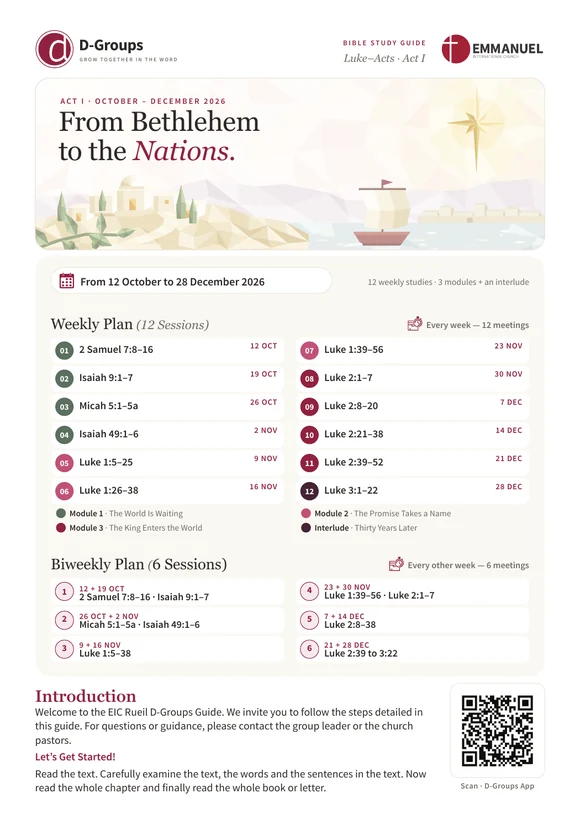 D-Groups
GROW TOGETHER IN THE WORD
BIBLE STUDY GUIDE
Luke–Acts · Act I
EMMANUEL
INTERNATIONAL CHURCH
ACT I · OCTOBER – DECEMBER 2026
From Bethlehem
to the Nations.
From 12 October to 28 December 2026
12 weekly studies · 3 modules + an interlude
Weekly Plan (12 Sessions)
Every week — 12 meetings
01 2 Samuel 7:8–16 12 OCT
02 Isaiah 9:1–7 19 OCT
03 Micah 5:1–5a 26 OCT
04 Isaiah 49:1–6 2 NOV
05 Luke 1:5–25 9 NOV
06 Luke 1:26–38 16 NOV
07 Luke 1:39–56 23 NOV
08 Luke 2:1–7 30 NOV
09 Luke 2:8–20 7 DEC
10 Luke 2:21–38 14 DEC
11 Luke 2:39–52 21 DEC
12 Luke 3:1–22 28 DEC
Module 1 · The World Is Waiting
Module 2 · The Promise Takes a Name
Module 3 · The King Enters the World
Interlude · Thirty Years Later
Biweekly Plan (6 Sessions)
Every other week — 6 meetings
1 12 + 19 OCT
2 Samuel 7:8–16 · Isaiah 9:1–7
2 26 OCT + 2 NOV
Micah 5:1–5a · Isaiah 49:1–6
3 9 + 16 NOV
Luke 1:5–38
4 23 + 30 NOV
Luke 1:39–56 · Luke 2:1–7
5 7 + 14 DEC
Luke 2:8–38
6 21 + 28 DEC
Luke 2:39 to 3:22
Introduction
Welcome to the EIC Rueil D-Groups Guide. We invite you to follow the steps detailed in
this guide. For questions or guidance, please contact the group leader or the church
pastors.
Let's Get Started!
Read the text. Carefully examine the text, the words and the sentences in the text. Now
read the whole chapter and finally read the whole book or letter.
Scan · D-Groups App